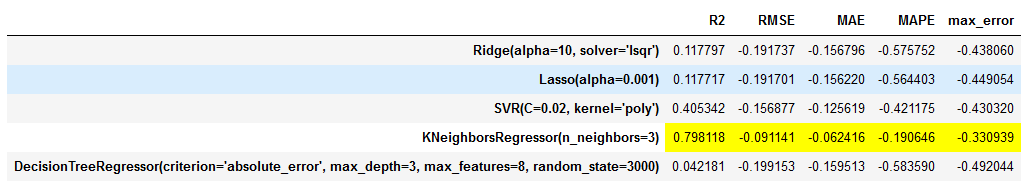 R2 RMSE MAE MAPE max_error
Ridge(alpha=10, solver='lsqr') 0.117797 -0.191737 -0.156796 -0.575752 -0.438060
Lasso(alpha=0.001) 0.117717 -0.191701 -0.156220 -0.564403 -0.449054
SVR(C=0.02, kernel='poly') 0.405342 -0.156877 -0.125619 -0.421175 -0.430320
KNeighborsRegressor(n_neighbors=3) 0.798118 -0.091141 -0.062416 -0.190646 -0.330939
DecisionTreeRegressor(criterion='absolute_error', max_depth=3, max_features=8, random_state=3000) 0.042181 -0.199153 -0.159513 -0.583590 -0.492044